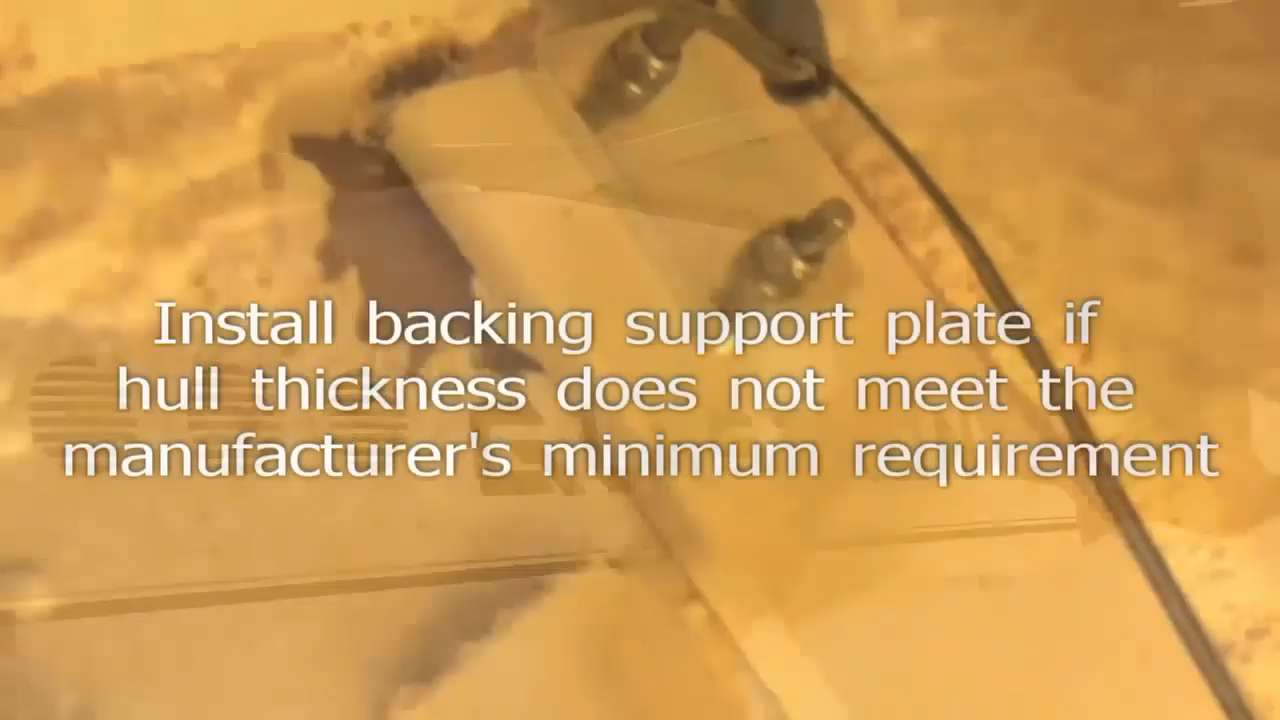 Install backing support plate if
hull thickness does not meet the
manufacturer's minimum requirement